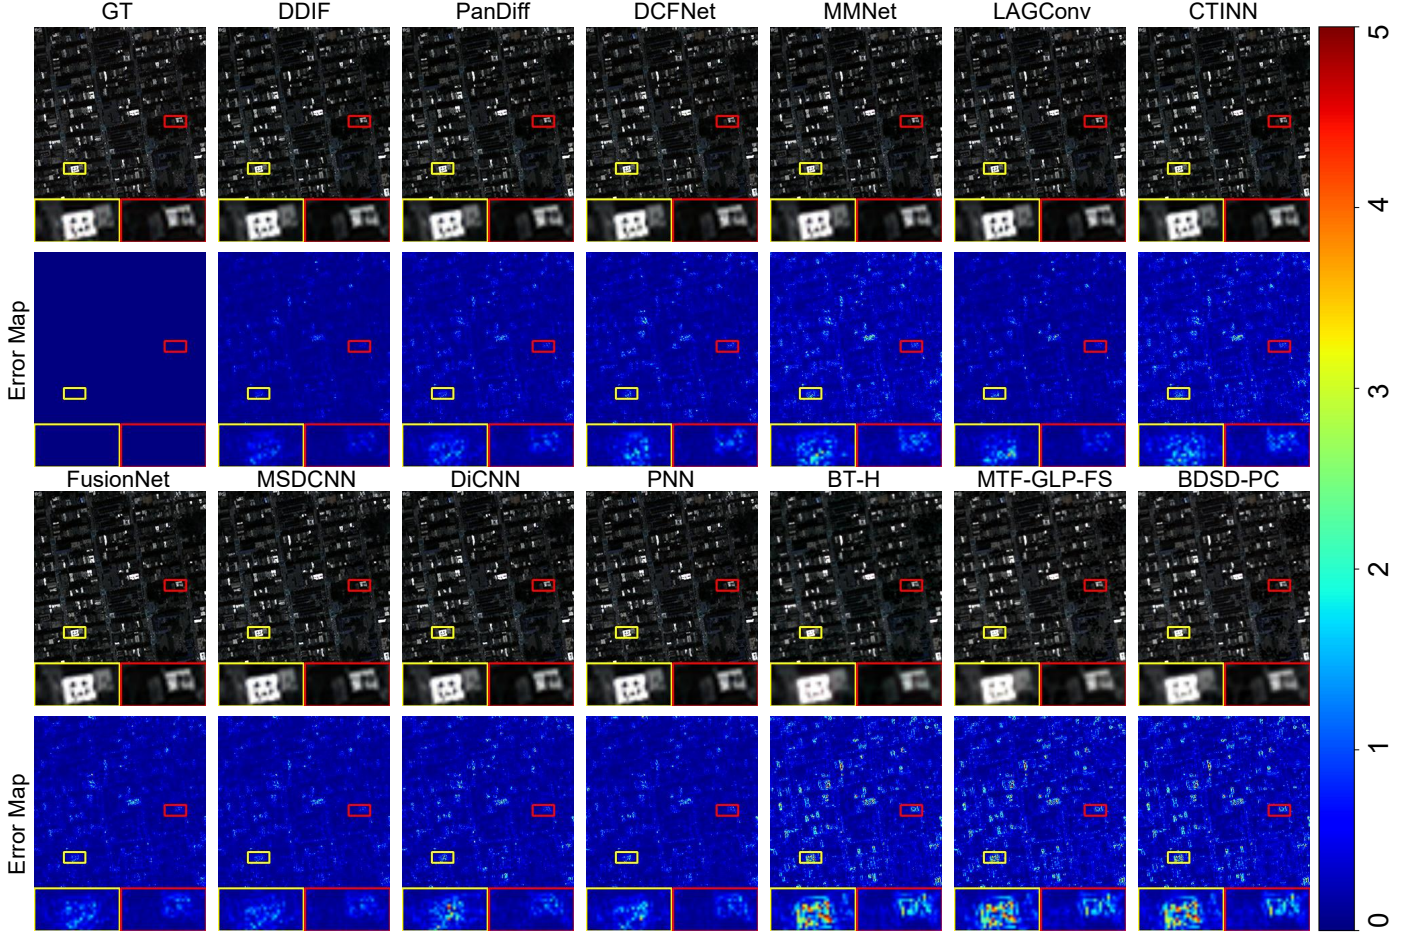 GT DDIF PanDiff DCFNet MMNet LAGConv CTINN
Error Map
FusionNet MSDCNN DiCNN PNN BT-H MTF-GLP-FS BDSD-PC
Error Map
5
4
3
2
1
0